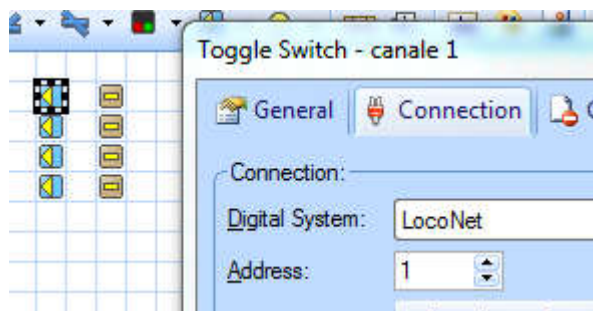 Toggle Switch - canale 1
General
Connection
Connection:
Digital System:
LocoNet
Address:
1